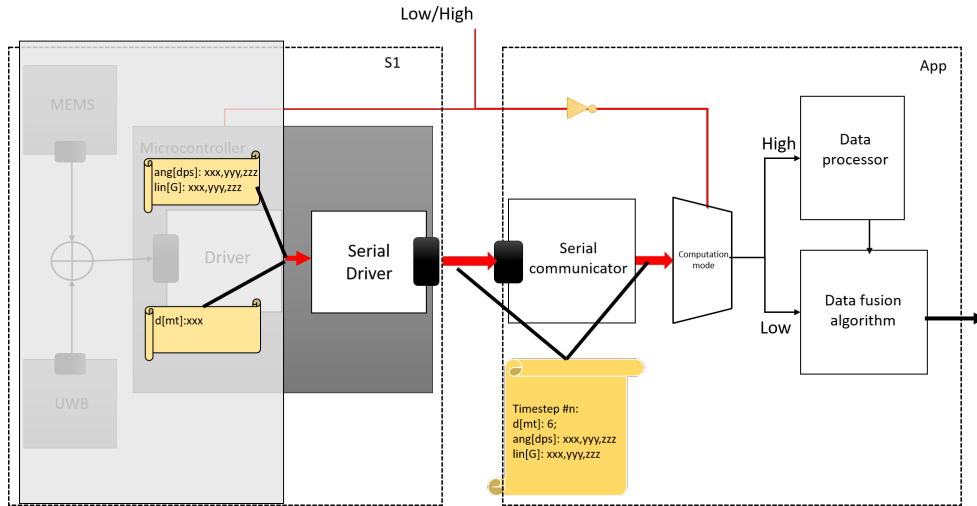 Low/High
S1
App
MEMS
Microcontroller
ang[dps]: xxx,yyy,zzz
lin[G]: xxx,yyy,zzz
Driver
Serial
Driver
d[mt]:xxx
UWB
Serial
communicator
Computation
mode
High
Low
Data
processor
Data fusion
algorithm
Timestep #n:
d[mt]: 6;
ang[dps]: xxx,yyy,zzz
lin[G]: xxx,yyy,zzz